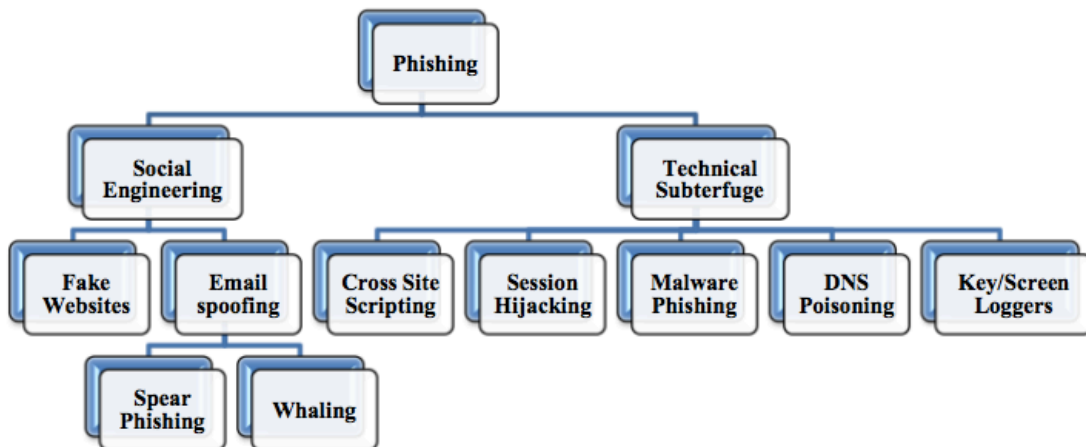 Phishing
Social
Engineering
Technical
Subterfuge
Fake
Websites
Email
spoofing
Cross Site
Scripting
Session
Hijacking
Malware
Phishing
DNS
Poisoning
Key/Screen
Loggers
Spear
Phishing
Whaling